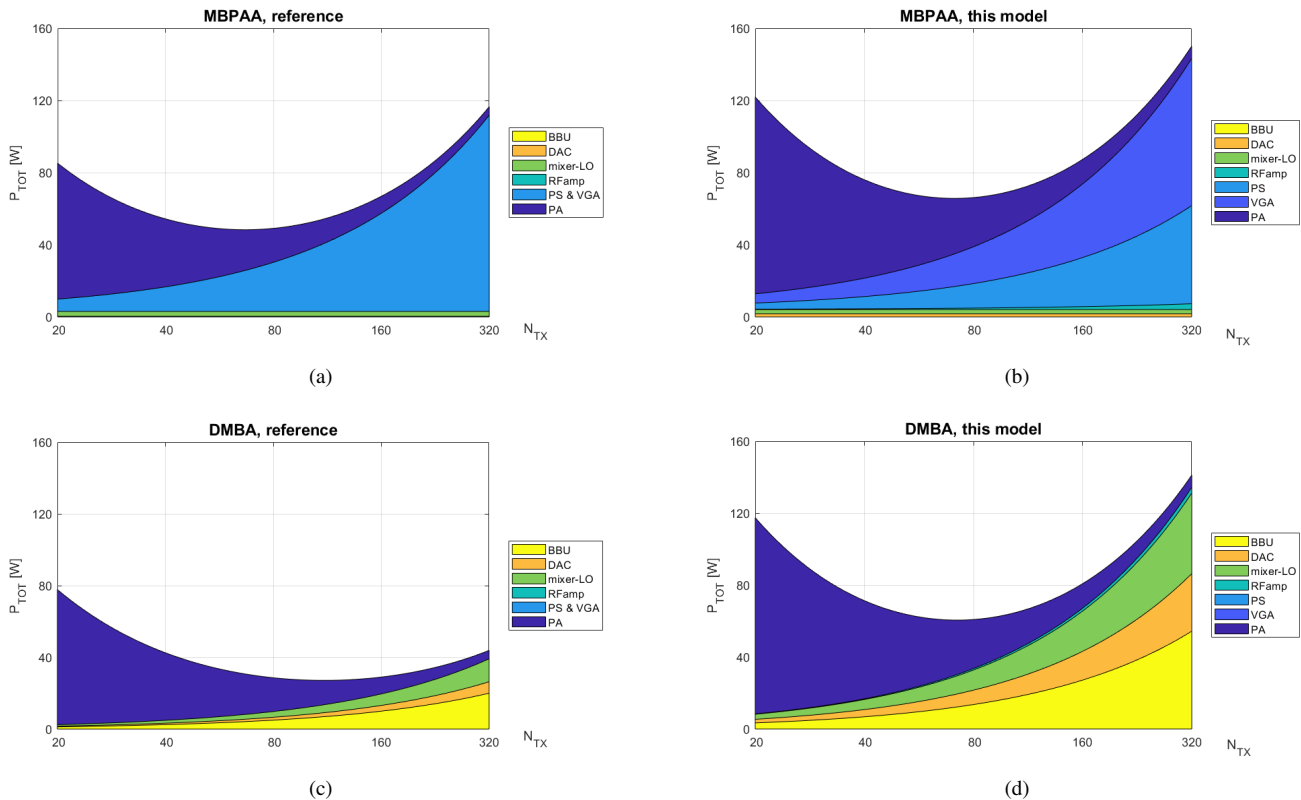 MBPAA, reference
160
120
80
40
0
P_TOT [W]
20 40 80 160 320 N_TX
BBU
DAC
mixer-LO
RFamp
PS & VGA
PA
(a)
MBPAA, this model
160
120
80
40
0
P_TOT [W]
20 40 80 160 320 N_TX
BBU
DAC
mixer-LO
RFamp
PS
VGA
PA
(b)
DMBA, reference
160
120
80
40
0
P_TOT [W]
20 40 80 160 320 N_TX
BBU
DAC
mixer-LO
RFamp
PS & VGA
PA
(c)
DMBA, this model
160
120
80
40
0
P_TOT [W]
20 40 80 160 320 N_TX
BBU
DAC
mixer-LO
RFamp
PS
VGA
PA
(d)